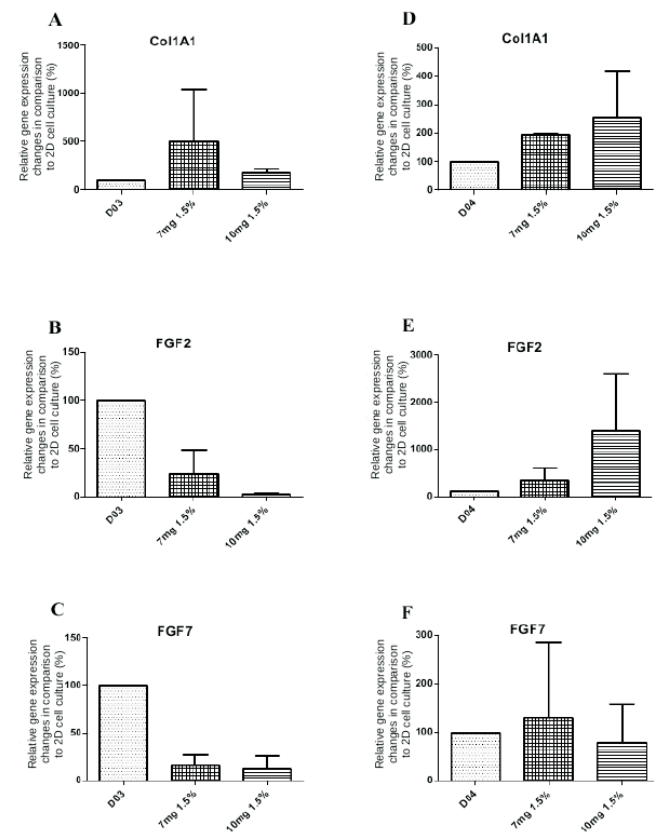 A
Col1A1
Relative gene expression
changes in comparison
to 2D cell culture (%)
1500
1000
500
0
D03
7mg 1.5%
10mg 1.5%
D
Col1A1
Relative gene expression
changes in comparison
to 2D cell culture (%)
500
400
300
200
100
0
D04
7mg 1.5%
10mg 1.5%
B
FGF2
Relative gene expression
changes in comparison
to 2D cell culture (%)
150
100
50
0
D03
7mg 1.5%
10mg 1.5%
E
FGF2
Relative gene expression
changes in comparison
to 2D cell culture (%)
3000
2000
1000
0
D04
7mg 1.5%
10mg 1.5%
C
FGF7
Relative gene expression
changes in comparison
to 2D cell culture (%)
150
100
50
0
D03
7mg 1.5%
10mg 1.5%
F
FGF7
Relative gene expression
changes in comparison
to 2D cell culture (%)
300
200
100
0
D04
7mg 1.5%
10mg 1.5%